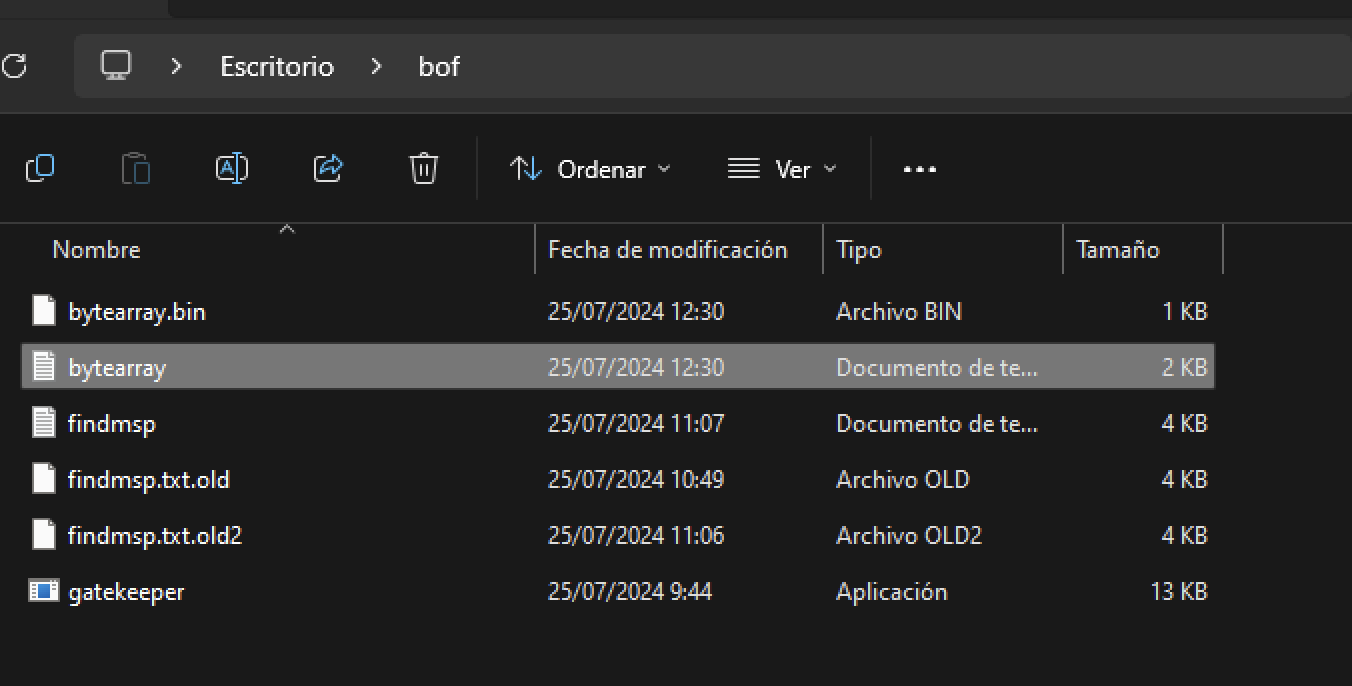 Escritorio > bof
Ordenar Ver
Nombre Fecha de modificación Tipo Tamaño
bytearray.bin 25/07/2024 12:30 Archivo BIN 1 KB
bytearray 25/07/2024 12:30 Documento de te... 2 KB
findmsp 25/07/2024 11:07 Documento de te... 4 KB
findmsp.txt.old 25/07/2024 10:49 Archivo OLD 4 KB
findmsp.txt.old2 25/07/2024 11:06 Archivo OLD2 4 KB
gatekeeper 25/07/2024 9:44 Aplicación 13 KB